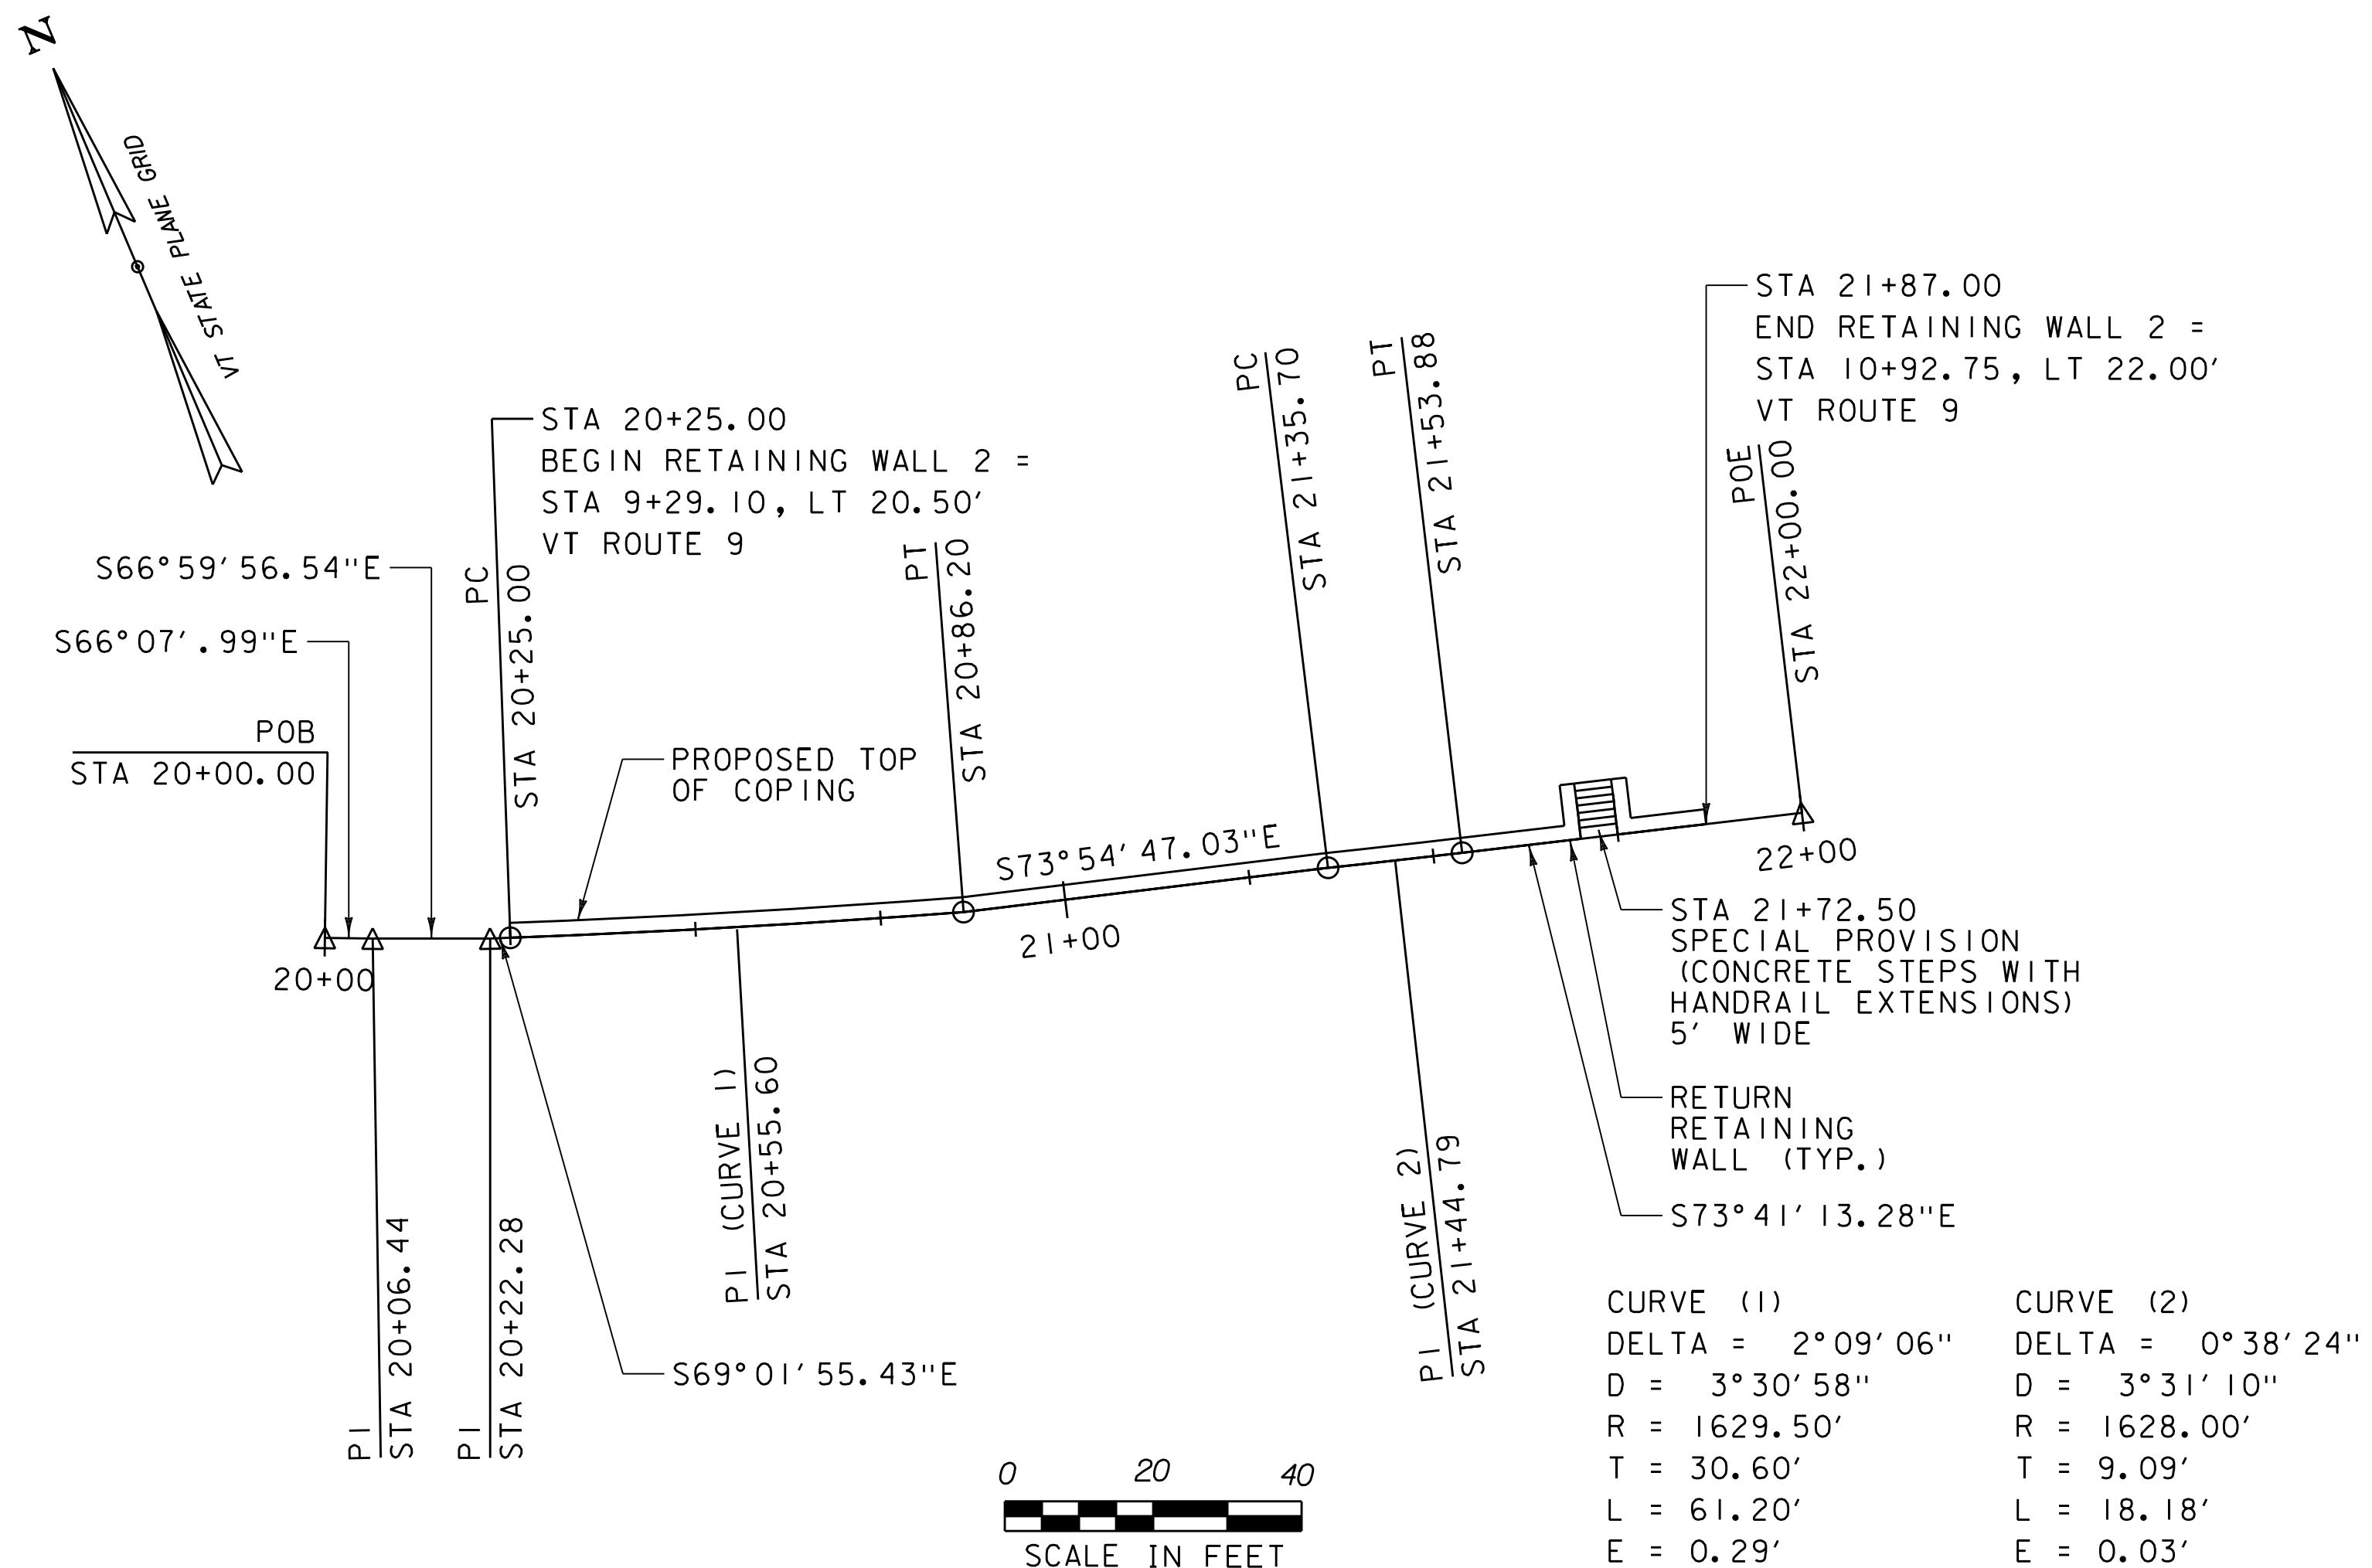 N
VT STATE PLANE GRID
STA 21+87.00
END RETAINING WALL 2 =
STA 10+92.75, LT 22.00'
VT ROUTE 9
STA 20+25.00
BEGIN RETAINING WALL 2 =
STA 9+29.10, LT 20.50'
VT ROUTE 9
PC
STA 21+35.70
PT
STA 21+53.88
POE
STA 22+00.00
S66°59'56.54"E
S66°07'.99"E
POB
STA 20+00.00
PC
STA 20+25.00
PT
STA 20+86.20
PROPOSED TOP
OF COPING
S73°54'47.03"E
20+00
21+00
22+00
STA 21+72.50
SPECIAL PROVISION
(CONCRETE STEPS WITH
HANDRAIL EXTENSIONS)
5' WIDE
RETURN
RETAINING
WALL (TYP.)
S73°41'13.28"E
PI
STA 20+06.44
PI
STA 20+22.28
PI (CURVE 1)
STA 20+55.60
PI (CURVE 2)
STA 21+44.79
S69°01'55.43"E
CURVE (1)
DELTA = 2°09'06"
D = 3°30'58"
R = 1629.50'
T = 30.60'
L = 61.20'
E = 0.29'
CURVE (2)
DELTA = 0°38'24"
D = 3°31'10"
R = 1628.00'
T = 9.09'
L = 18.18'
E = 0.03'
0 20 40
SCALE IN FEET